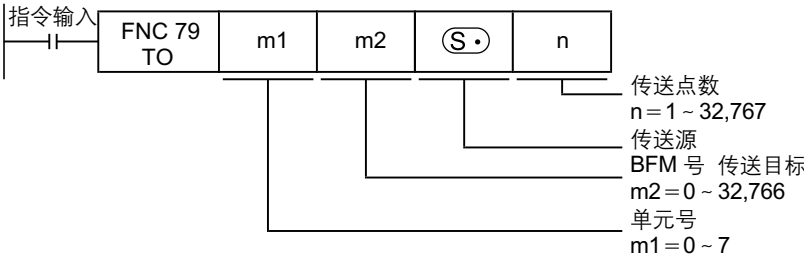 指令输入
FNC 79
TO
m1
m2
S·
n
传送点数
n＝1～32,767
传送源
BFM 号 传送目标
m2＝0～32,766
单元号
m1＝0～7